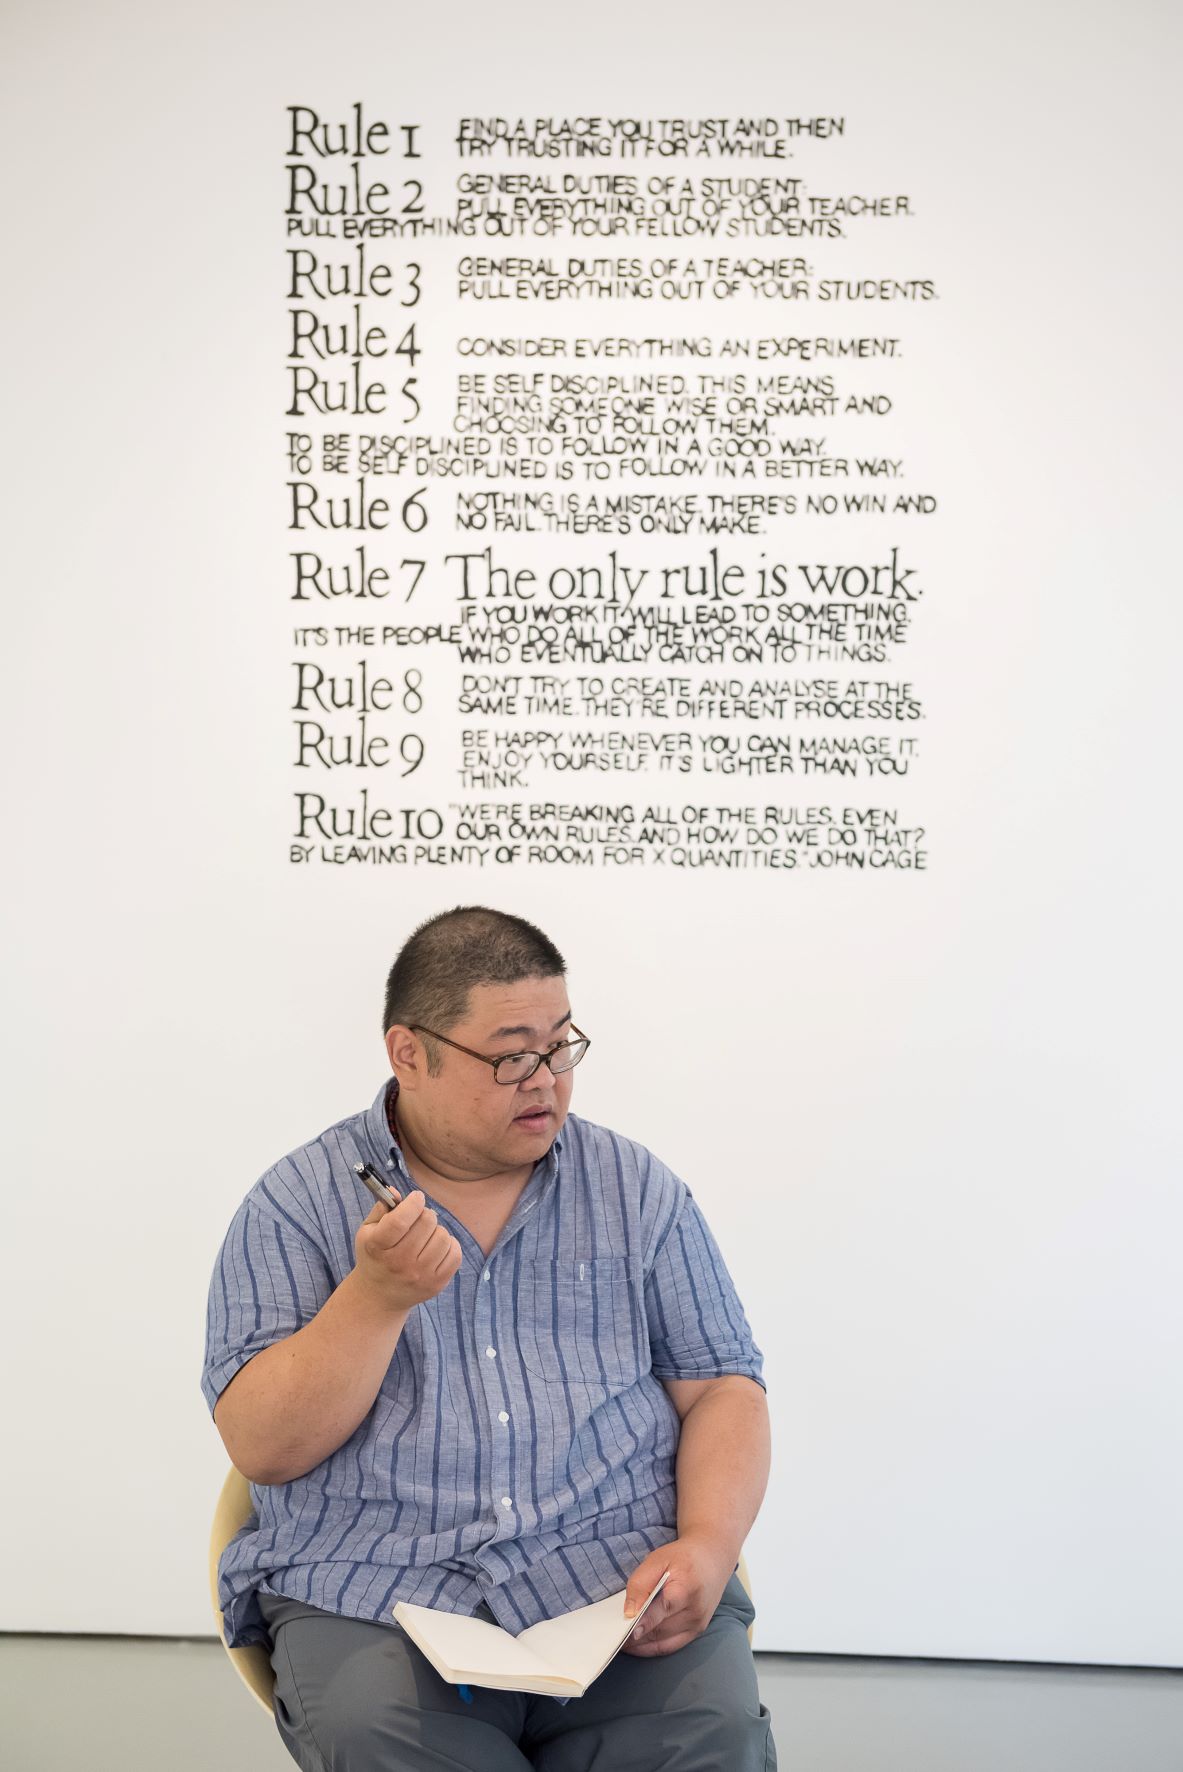 Rule 1 FIND A PLACE YOU TRUST AND THEN
TRY TRUSTING IT FOR A WHILE.
Rule 2 GENERAL DUTIES OF A STUDENT:
PULL EVERYTHING OUT OF YOUR TEACHER.
PULL EVERYTHING OUT OF YOUR FELLOW STUDENTS.
Rule 3 GENERAL DUTIES OF A TEACHER:
PULL EVERYTHING OUT OF YOUR STUDENTS.
Rule 4 CONSIDER EVERYTHING AN EXPERIMENT.
Rule 5 BE SELF DISCIPLINED. THIS MEANS
FINDING SOMEONE WISE OR SMART AND
CHOOSING TO FOLLOW THEM.
TO BE DISCIPLINED IS TO FOLLOW IN A GOOD WAY.
TO BE SELF DISCIPLINED IS TO FOLLOW IN A BETTER WAY.
Rule 6 NOTHING IS A MISTAKE. THERE'S NO WIN AND
NO FAIL. THERE'S ONLY MAKE.
Rule 7 The only rule is work.
IF YOU WORK IT WILL LEAD TO SOMETHING.
IT'S THE PEOPLE WHO DO ALL OF THE WORK ALL THE TIME
WHO EVENTUALLY CATCH ON TO THINGS.
Rule 8 DON'T TRY TO CREATE AND ANALYSE AT THE
SAME TIME. THEY'RE DIFFERENT PROCESSES.
Rule 9 BE HAPPY WHENEVER YOU CAN MANAGE IT.
ENJOY YOURSELF. IT'S LIGHTER THAN YOU
THINK.
Rule 10 "WE'RE BREAKING ALL OF THE RULES. EVEN
OUR OWN RULES. AND HOW DO WE DO THAT?
BY LEAVING PLENTY OF ROOM FOR X QUANTITIES." JOHN CAGE